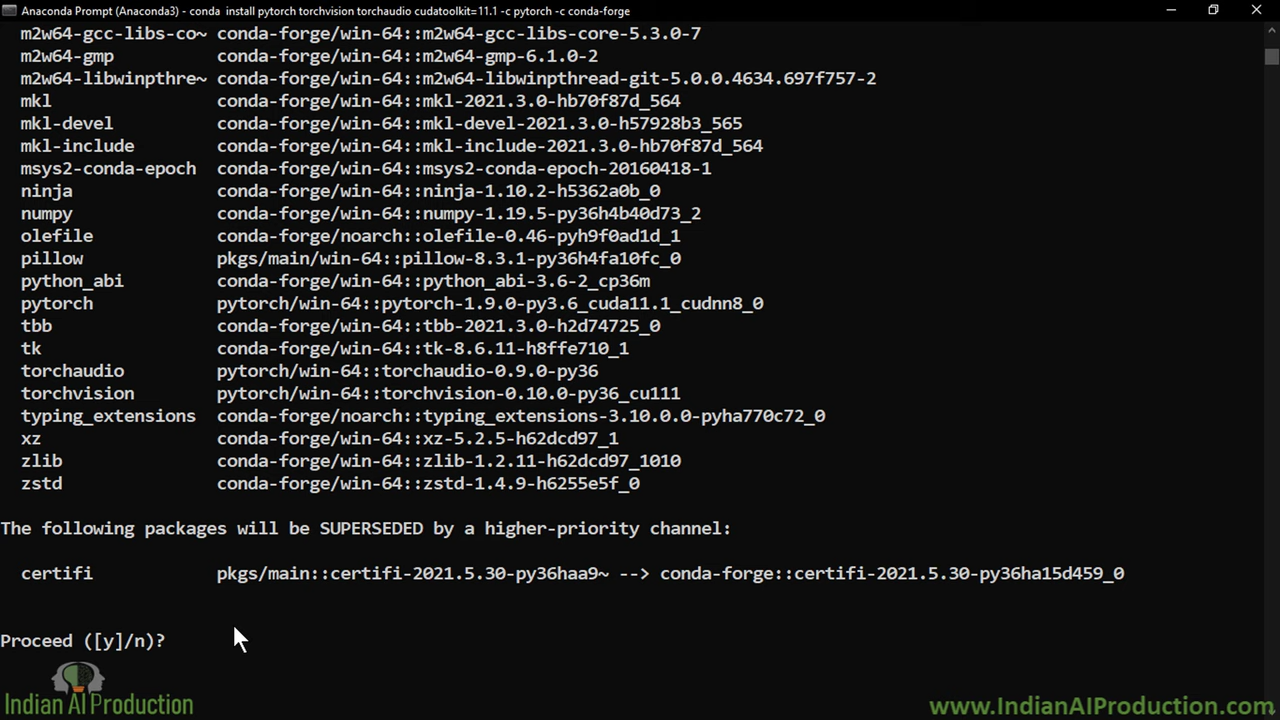 Anaconda Prompt (Anaconda3) - conda  install pytorch torchvision torchaudio cudatoolkit=11.1 -c pytorch -c conda-forge
m2w64-gcc-libs-co~ conda-forge/win-64::m2w64-gcc-libs-core-5.3.0-7
m2w64-gmp          conda-forge/win-64::m2w64-gmp-6.1.0-2
m2w64-libwinpthre~ conda-forge/win-64::m2w64-libwinpthread-git-5.0.0.4634.697f757-2
mkl                conda-forge/win-64::mkl-2021.3.0-hb70f87d_564
mkl-devel          conda-forge/win-64::mkl-devel-2021.3.0-h57928b3_565
mkl-include        conda-forge/win-64::mkl-include-2021.3.0-hb70f87d_564
msys2-conda-epoch  conda-forge/win-64::msys2-conda-epoch-20160418-1
ninja              conda-forge/win-64::ninja-1.10.2-h5362a0b_0
numpy              conda-forge/win-64::numpy-1.19.5-py36h4b40d73_2
olefile            conda-forge/noarch::olefile-0.46-pyh9f0ad1d_1
pillow             pkgs/main/win-64::pillow-8.3.1-py36h4fa10fc_0
python_abi         conda-forge/win-64::python_abi-3.6-2_cp36m
pytorch            pytorch/win-64::pytorch-1.9.0-py3.6_cuda11.1_cudnn8_0
tbb                conda-forge/win-64::tbb-2021.3.0-h2d74725_0
tk                 conda-forge/win-64::tk-8.6.11-h8ffe710_1
torchaudio         pytorch/win-64::torchaudio-0.9.0-py36
torchvision        pytorch/win-64::torchvision-0.10.0-py36_cu111
typing_extensions  conda-forge/noarch::typing_extensions-3.10.0.0-pyha770c72_0
xz                 conda-forge/win-64::xz-5.2.5-h62dcd97_1
zlib               conda-forge/win-64::zlib-1.2.11-h62dcd97_1010
zstd               conda-forge/win-64::zstd-1.4.9-h6255e5f_0
The following packages will be SUPERSEDED by a higher-priority channel:
certifi            pkgs/main::certifi-2021.5.30-py36haa9~ --> conda-forge::certifi-2021.5.30-py36ha15d459_0
Proceed ([y]/n)?
Indian AI Production
www.IndianAIProduction.com